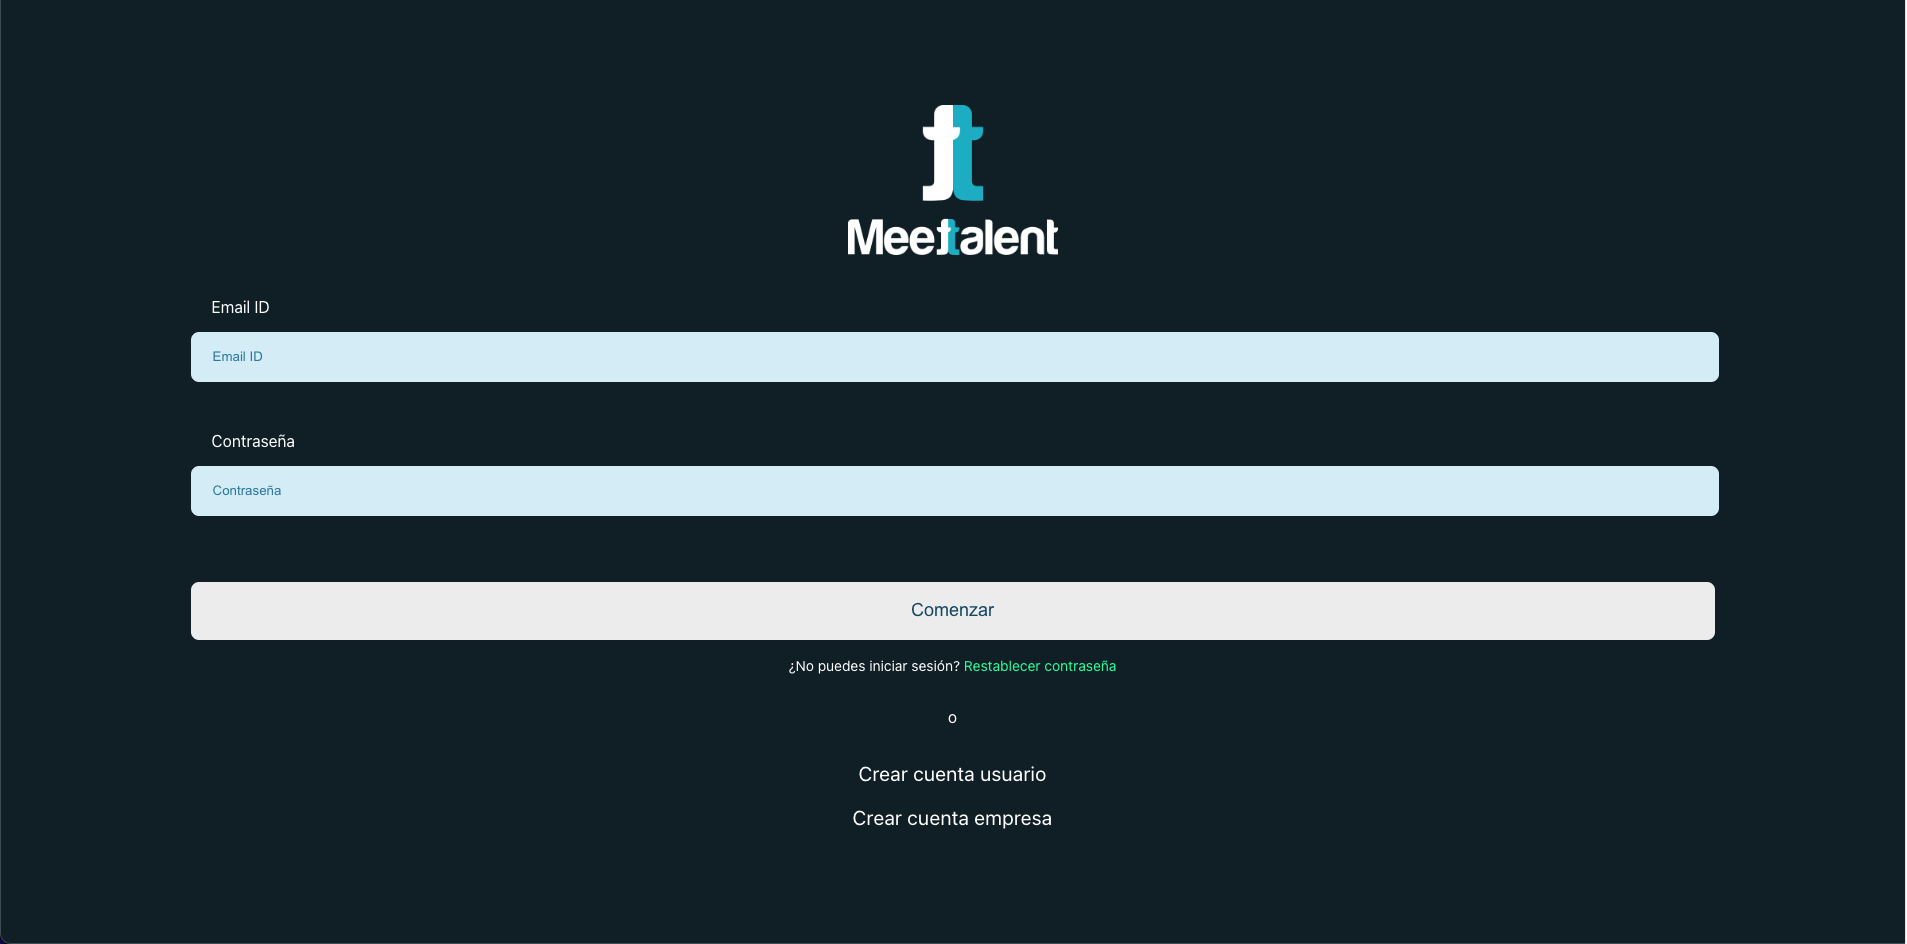 Meettalent
Email ID
Email ID
Contraseña
Contraseña
Comenzar
¿No puedes iniciar sesión? Restablecer contraseña
o
Crear cuenta usuario
Crear cuenta empresa